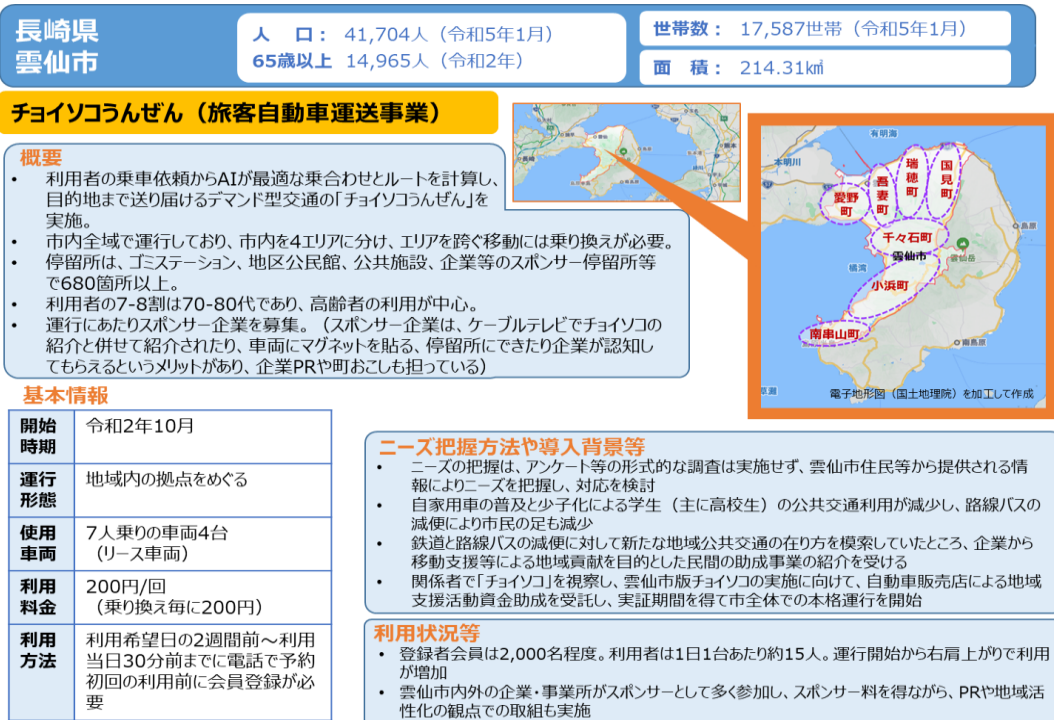 長崎県
雲仙市
人　口： 41,704人（令和5年1月）
65歳以上 14,965人（令和2年）
世帯数： 17,587世帯（令和5年1月）
面　積： 214.31㎢
チョイソコうんぜん（旅客自動車運送事業）
概要
• 利用者の乗車依頼からAIが最適な乗合わせとルートを計算し、
目的地まで送り届けるデマンド型交通の「チョイソコうんぜん」を
実施。
• 市内全域で運行しており、市内を4エリアに分け、エリアを跨ぐ移動には乗り換えが必要。
• 停留所は、ゴミステーション、地区公民館、公共施設、企業等のスポンサー停留所等
で680箇所以上。
• 利用者の7-8割は70-80代であり、高齢者の利用が中心。
• 運行にあたりスポンサー企業を募集。（スポンサー企業は、ケーブルテレビでチョイソコの
紹介と併せて紹介されたり、車両にマグネットを貼る、停留所にできたり企業が認知し
てもらえるというメリットがあり、企業PRや町おこしも担っている）
有明海
本明川
国見町
瑞穂町
吾妻町
愛野町
千々石町
雲仙市
雲仙岳
島原
橘湾
小浜町
南串山町
南島原
電子地形図（国土地理院）を加工して作成
基本情報
開始時期
令和2年10月
運行形態
地域内の拠点をめぐる
使用車両
7人乗りの車両4台
（リース車両）
利用料金
200円/回
（乗り換え毎に200円）
利用方法
利用希望日の2週間前～利用
当日30分前までに電話で予約
初回の利用前に会員登録が必
要
ニーズ把握方法や導入背景等
• ニーズの把握は、アンケート等の形式的な調査は実施せず、雲仙市住民等から提供される情
報によりニーズを把握し、対応を検討
• 自家用車の普及と少子化による学生（主に高校生）の公共交通利用が減少し、路線バスの
減便により市民の足も減少
• 鉄道と路線バスの減便に対して新たな地域公共交通の在り方を模索していたところ、企業から
移動支援等による地域貢献を目的とした民間の助成事業の紹介を受ける
• 関係者で「チョイソコ」を視察し、雲仙市版チョイソコの実施に向けて、自動車販売店による地域
支援活動資金助成を受託し、実証期間を得て市全体での本格運行を開始
利用状況等
• 登録者会員は2,000名程度。利用者は1日1台あたり約15人。運行開始から右肩上がりで利用
が増加
• 雲仙市内外の企業・事業所がスポンサーとして多く参加し、スポンサー料を得ながら、PRや地域活
性化の観点での取組も実施